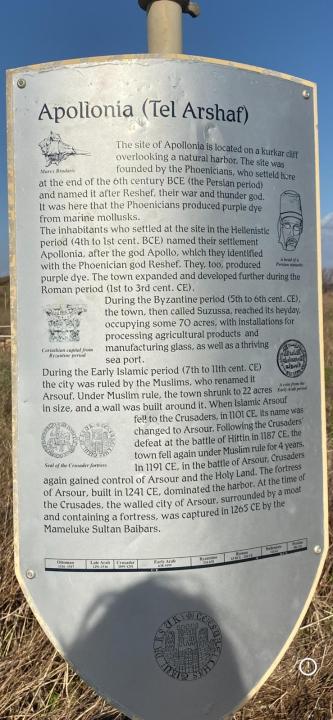 Apollonia (Tel Arshaf)
The site of Apollonia is located on a kurkar cliff
overlooking a natural harbor. The site was
founded by the Phoenicians, who setteld here
at the end of the 6th century BCE (the Persian period)
and named it after Reshef, their war and thunder god.
It was here that the Phoenicians produced purple dye
from marine mollusks.
Murex Brodaris
A head of a
Persian
The inhabitants who settled at the site in the Hellenistic
period (4th to 1st cent. BCE) named their settlement
Apollonia, after the god Apollo, which they identified
with the Phoenician god Reshef. They, too, produced
purple dye. The town expanded and developed further during the
Roman period (1st to 3rd cent. CE).
During the Byzantine period (5th to 6th cent. CE),
the town, then called Suzussa, reached its heyday,
occupying some 70 acres, with installations for
processing agricultural products and
manufacturing glass, as well as a thriving
sea port.
Corinthian capital from
Byzantine period
A coin from the
Early Arab period
During the Early Islamic period (7th to 11th cent. CE)
the city was ruled by the Muslims, who renamed it
Arsouf. Under Muslim rule, the town shrunk to 22 acres
in size, and a wall was built around it. When Islamic Arsouf
fell to the Crusaders, in 1101 CE, its name was
changed to Arsour. Following the Crusaders'
defeat at the battle of Hittin in 1187 CE, the
town fell again under Muslim rule for 4 years.
In 1191 CE, in the battle of Arsour, Crusaders
again gained control of Arsour and the Holy Land. The fortress
of Arsour, built in 1241 CE, dominated the harbor. At the time of
the Crusades, the walled city of Arsour, surrounded by a moat
and containing a fortress, was captured in 1265 CE by the
Mameluke Sultan Baibars.
Seal of the Crusader fortress
Ottoman Late Arab Crusader Early Arab Byzantine Roman